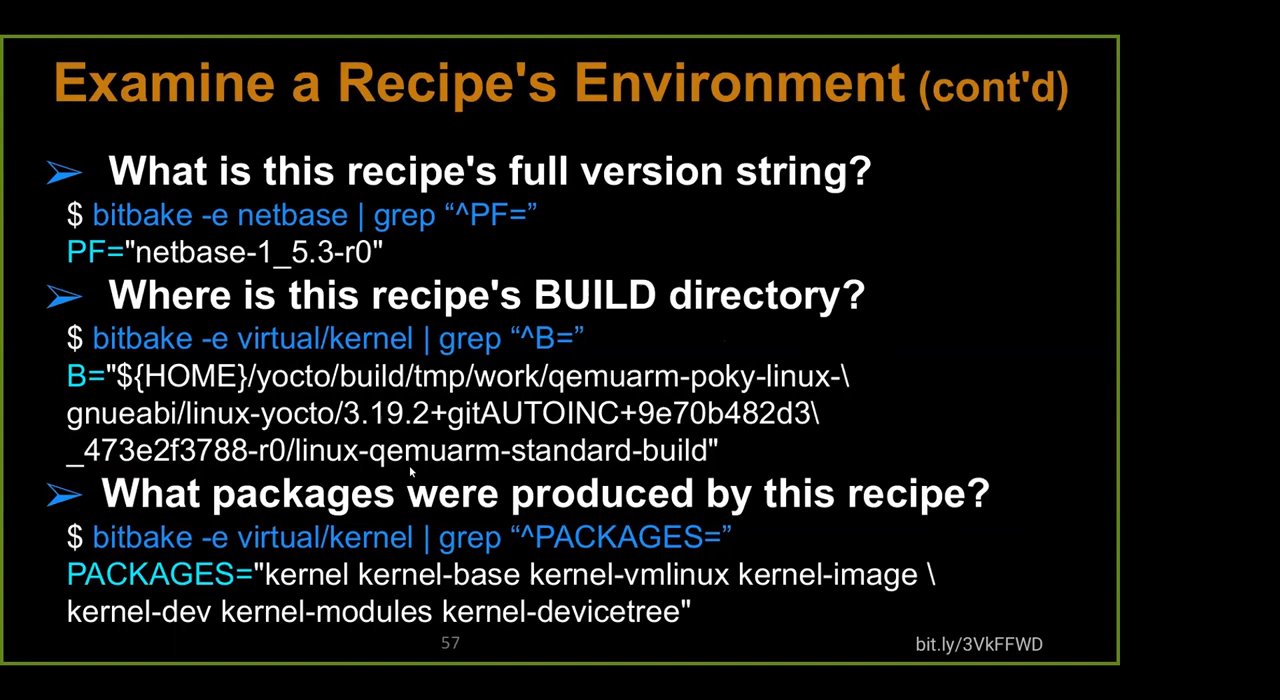 Examine a Recipe's Environment (cont'd)
➢ What is this recipe's full version string?
$ bitbake -e netbase | grep “^PF=”
PF="netbase-1_5.3-r0"
➢ Where is this recipe's BUILD directory?
$ bitbake -e virtual/kernel | grep “^B=”
B="${HOME}/yocto/build/tmp/work/qemuarm-poky-linux-\
gnueabi/linux-yocto/3.19.2+gitAUTOINC+9e70b482d3\
_473e2f3788-r0/linux-qemuarm-standard-build"
➢ What packages were produced by this recipe?
$ bitbake -e virtual/kernel | grep “^PACKAGES=”
PACKAGES="kernel kernel-base kernel-vmlinux kernel-image \
kernel-dev kernel-modules kernel-devicetree"
57
bit.ly/3VkFFWD